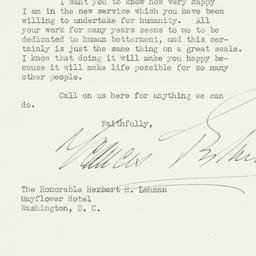 I want you to know how very happy
I am in the new service which you have been
willing to undertake for humanity. All
your work for many years seems to me to be
dedicated to human betterment, and this cer-
tainly is just the same thing on a great scale.
I know that doing it will make you happy be-
cause it will make life possible for so many
other people.
Call on us here for anything we can
do.
Faithfully,
Frances
The Honorable Herbert H. Lehman
Mayflower Hotel
Washington, D. C.